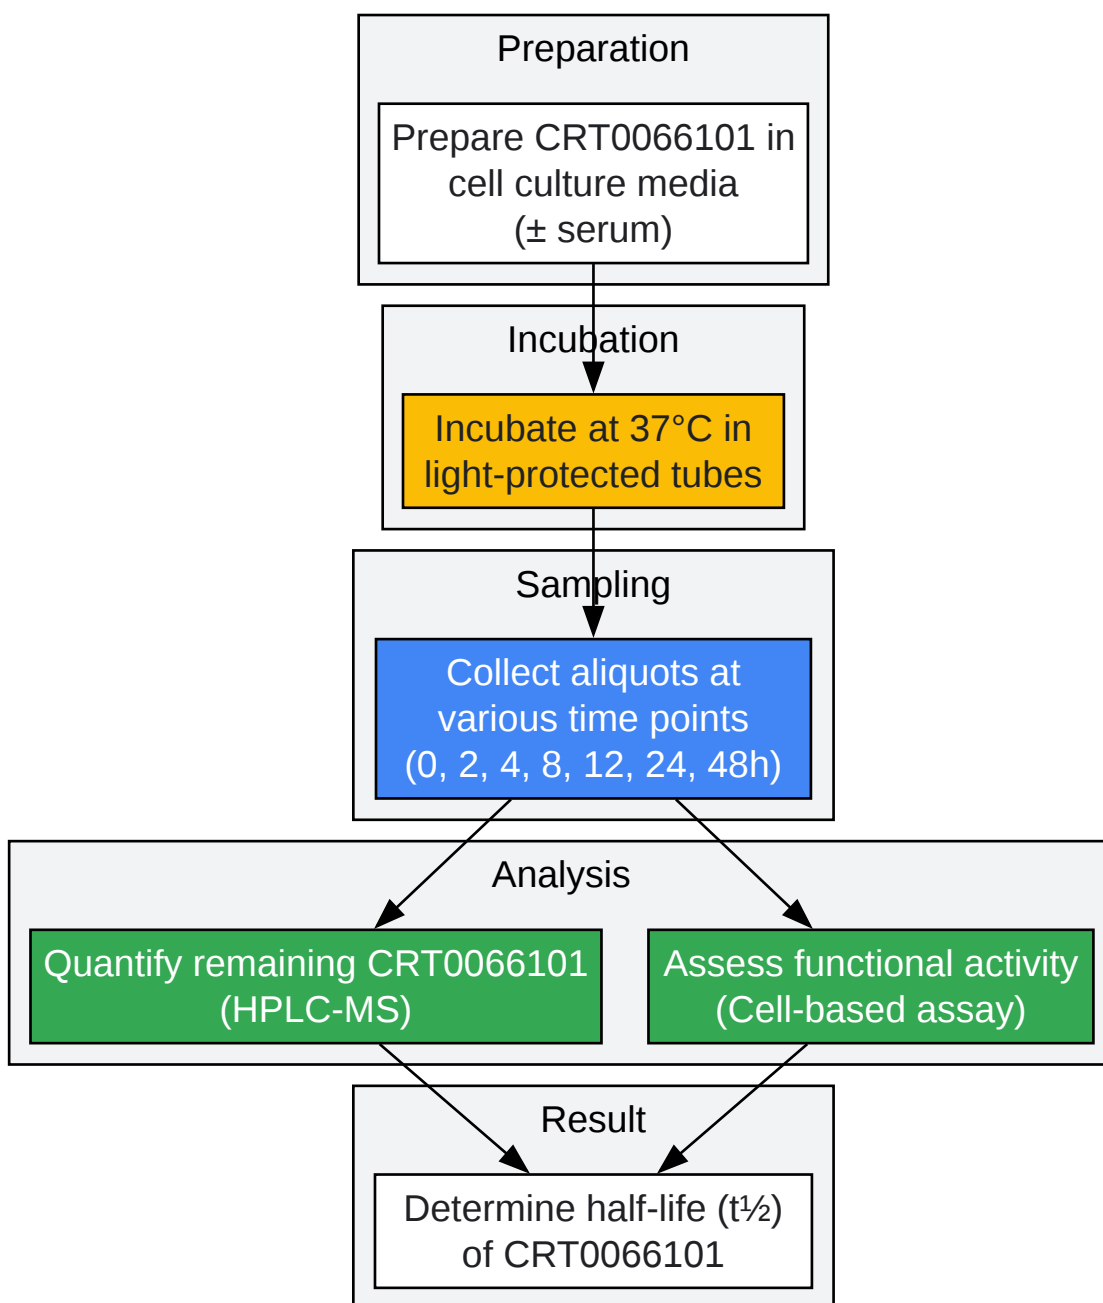 Preparation
Prepare CRT0066101 in
cell culture media
(± serum)
Incubation
Incubate at 37°C in
light-protected tubes
Sampling
Collect aliquots at
various time points
(0, 2, 4, 8, 12, 24, 48h)
Analysis
Quantify remaining CRT0066101
(HPLC-MS)
Assess functional activity
(Cell-based assay)
Result
Determine half-life (t½)
of CRT0066101